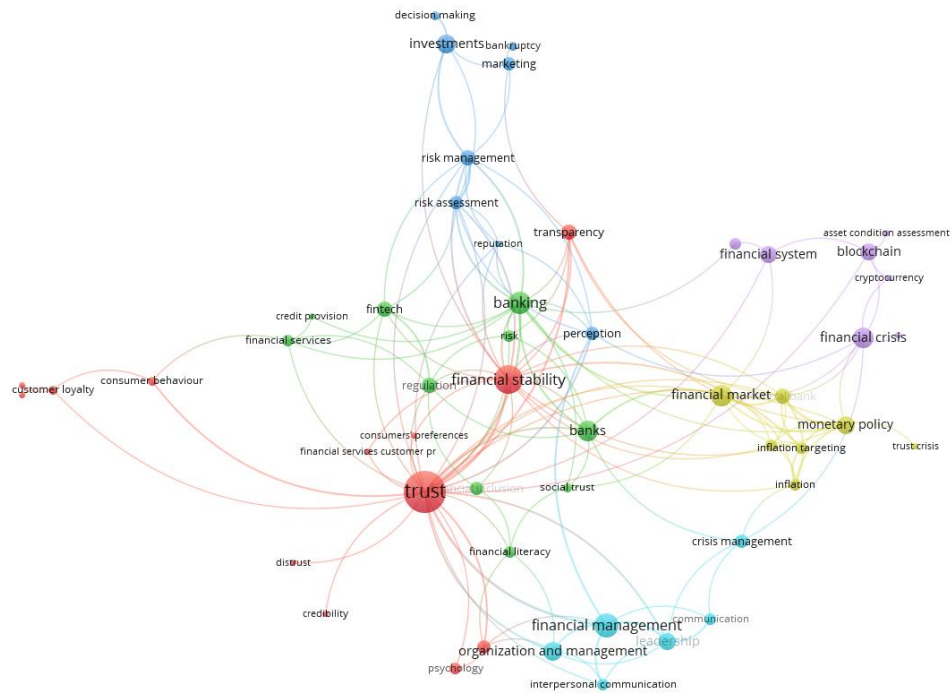 decision making
investments
bankruptcy
marketing
risk management
risk assessment
transparency
reputation
asset condition assessment
financial system
blockchain
cryptocurrency
banking
fintech
credit provision
risk
perception
financial services
financial crisis
financial stability
consumer behaviour
regulation
customer loyalty
financial market
bank
monetary policy
banks
consumers preferences
inflation targeting
trust crisis
financial services customer pr
inflation
trust
social trust
crisis management
financial literacy
distrust
credibility
communication
financial management
leadership
organization and management
psychology
interpersonal communication